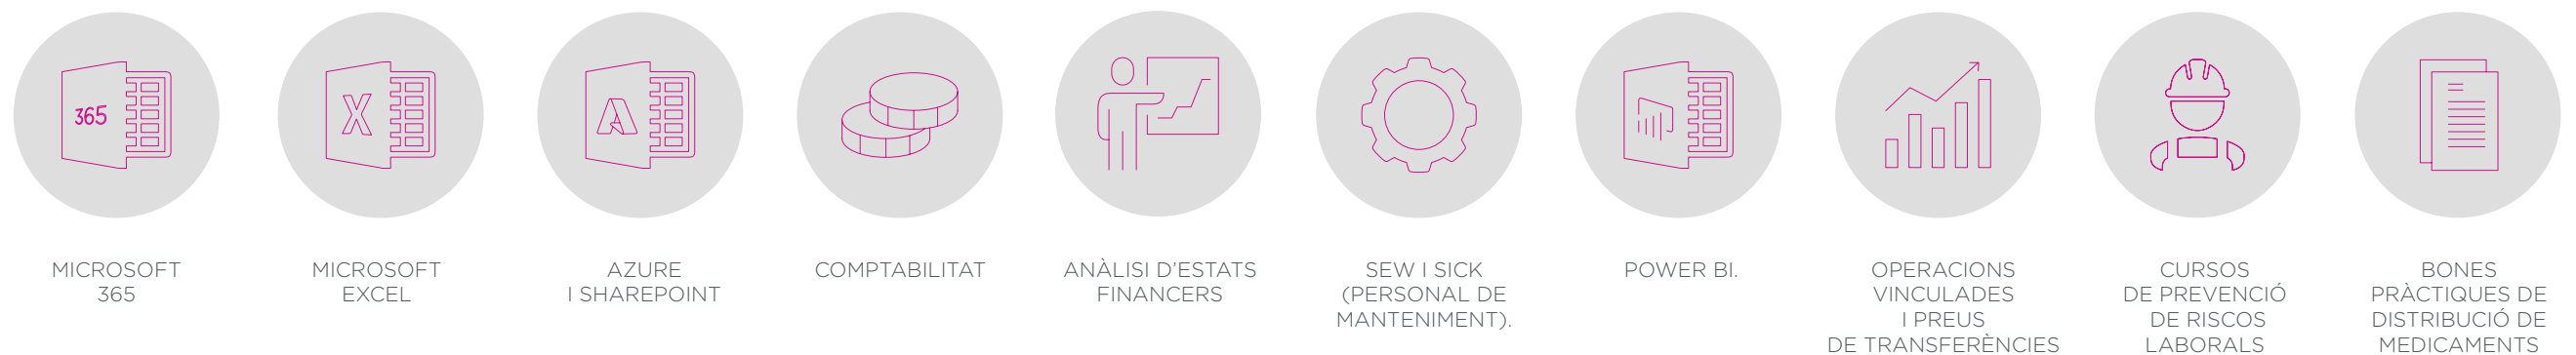 365
X
A
MICROSOFT
365
MICROSOFT
EXCEL
AZURE
I SHAREPOINT
COMPTABILITAT
ANÀLISI D'ESTATS
FINANCERS
SEW I SICK
(PERSONAL DE
MANTENIMENT).
POWER BI.
OPERACIONS
VINCULADES
I PREUS
DE TRANSFERÈNCIES
CURSOS
DE PREVENCIÓ
DE RISCOS
LABORALS
BONES
PRÀCTIQUES DE
DISTRIBUCIÓ DE
MEDICAMENTS